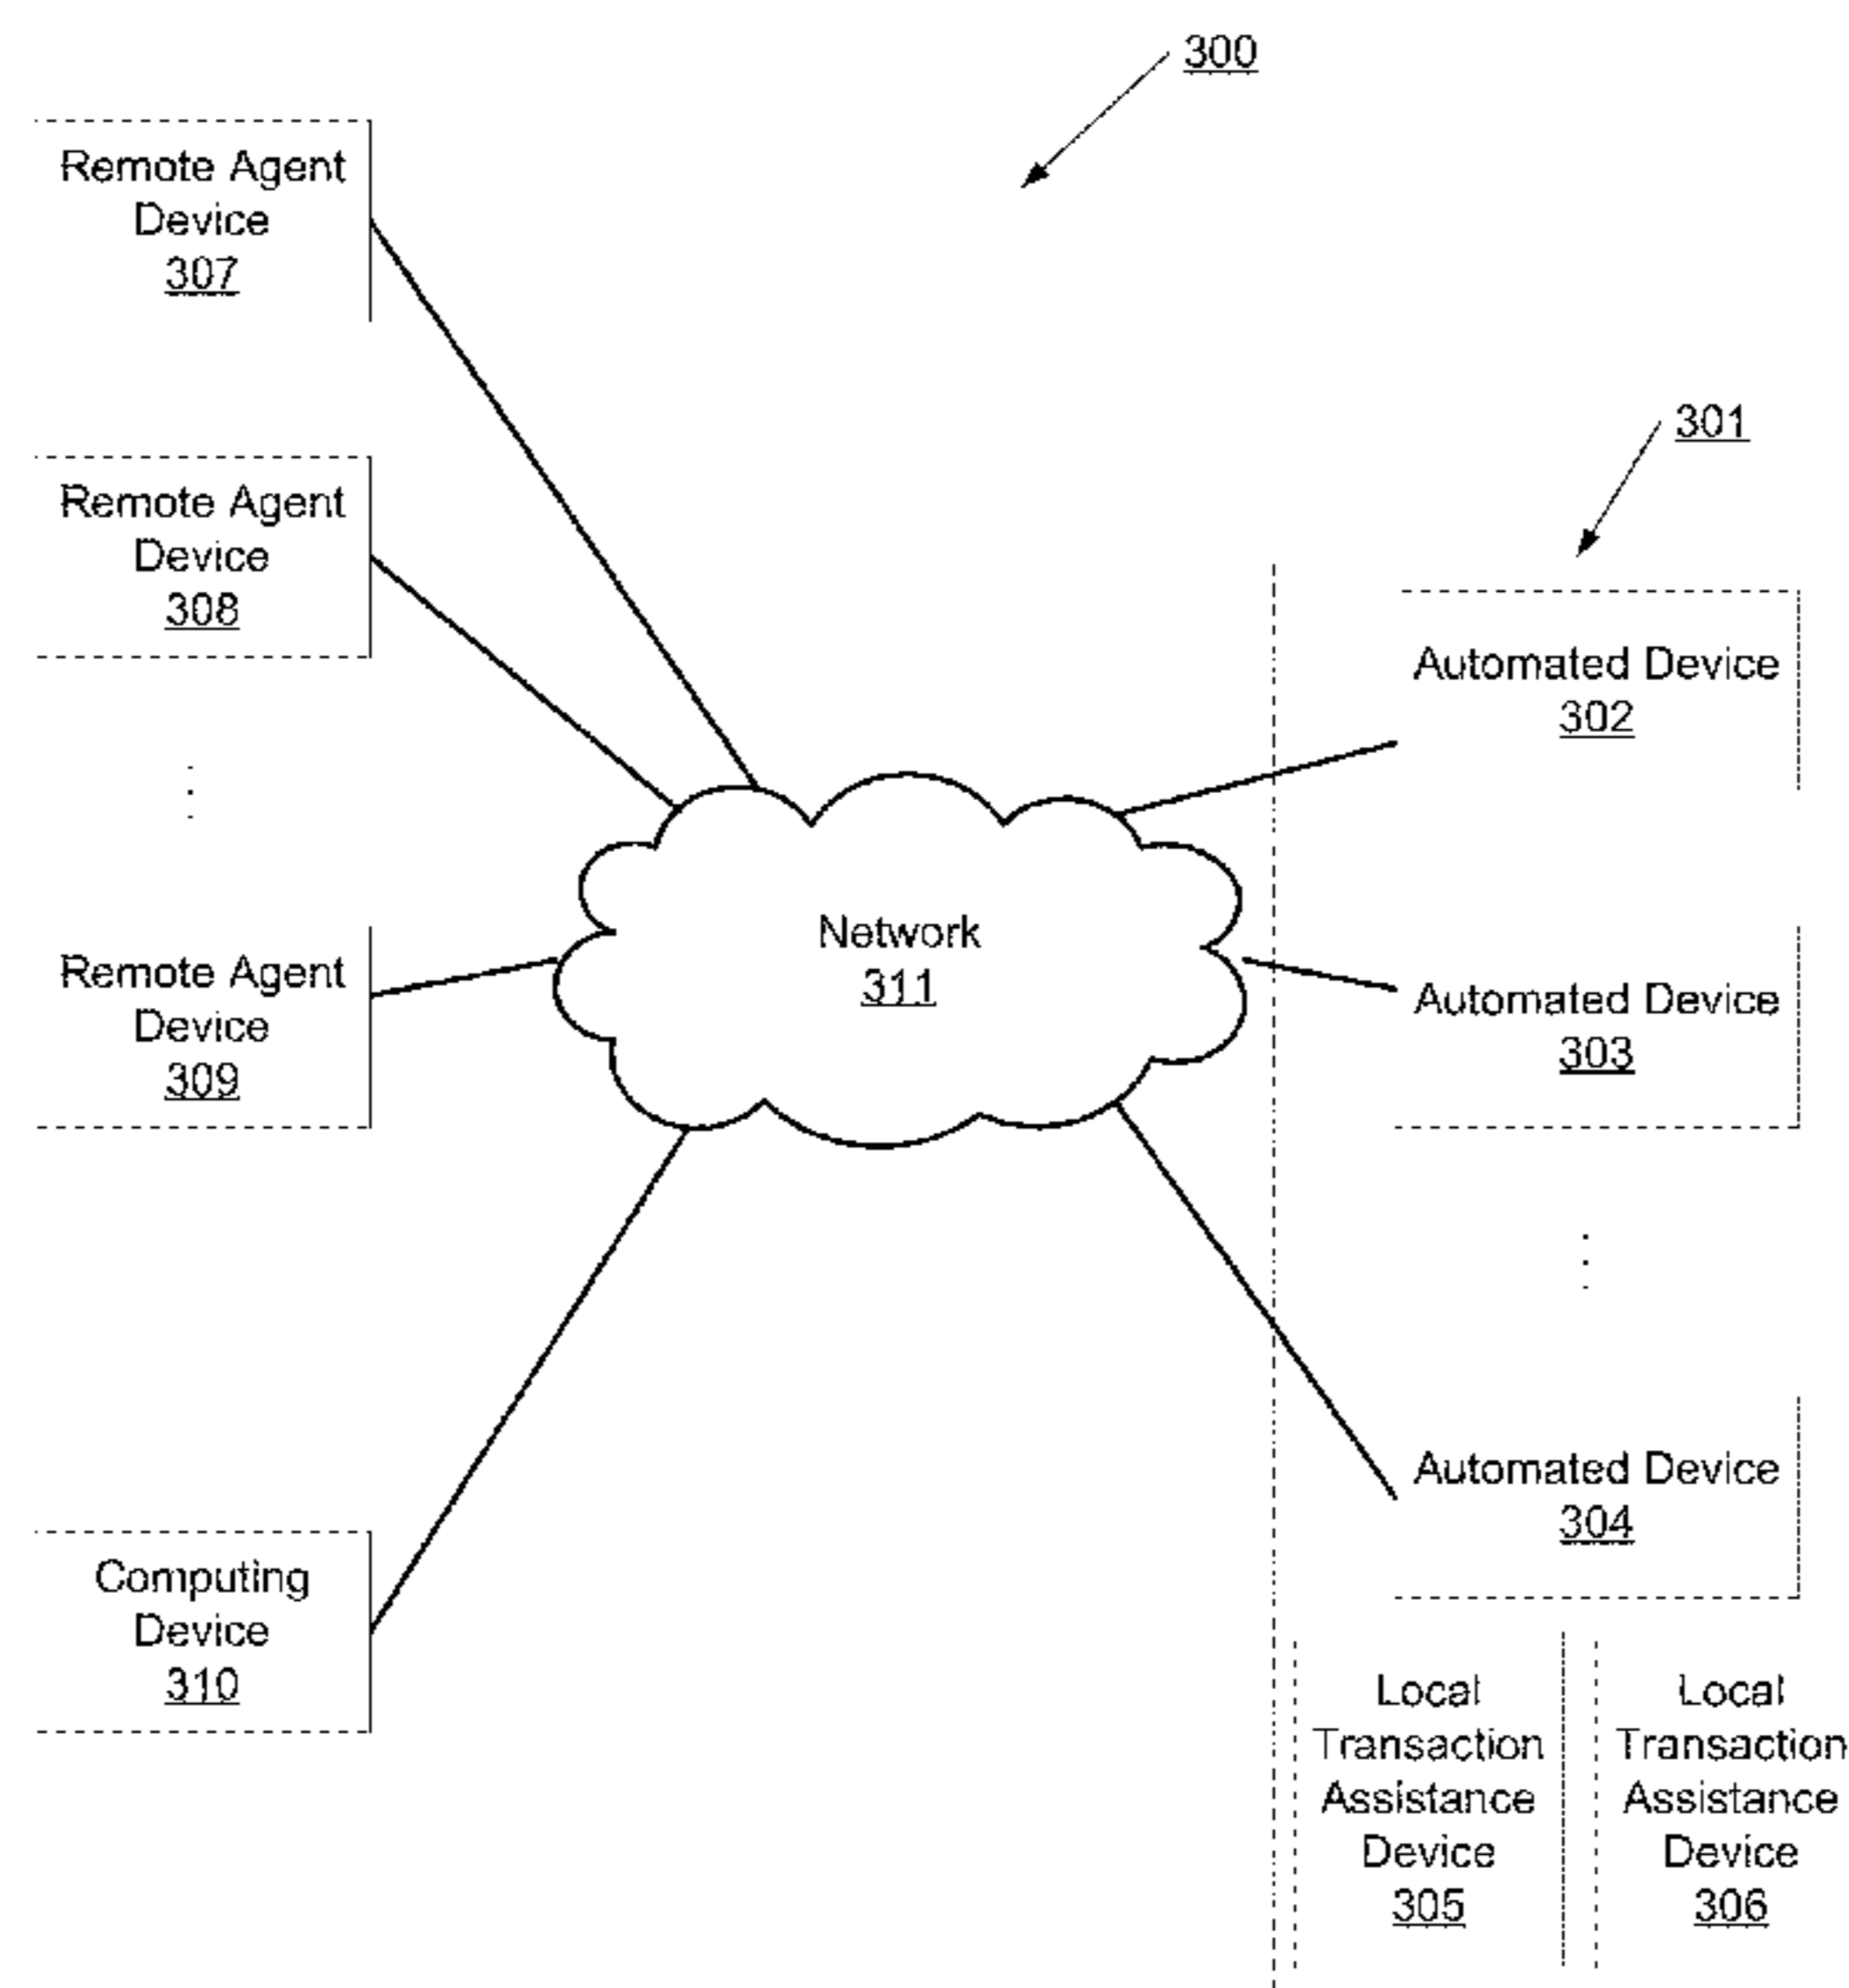 300
Remote Agent
Device
307
301
Remote Agent
Device
308
Automated Device
302
Network
311
Remote Agent
Device
309
Automated Device
303
Automated Device
304
Computing
Device
310
Local
Transaction
Assistance
Device
305
Local
Transaction
Assistance
Device
306